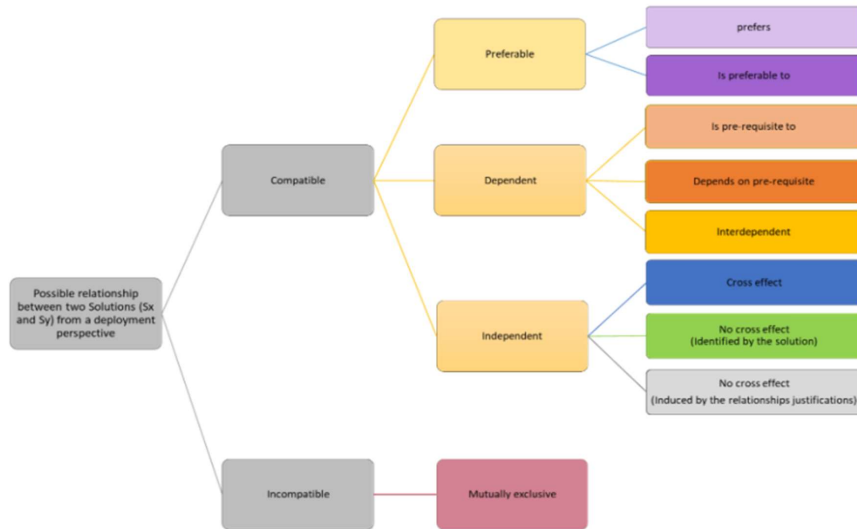 Possible relationship
between two Solutions (Sx
and Sy) from a deployment
perspective
Compatible
Incompatible
Preferable
Dependent
Independent
Mutually exclusive
prefers
Is preferable to
Is pre-requisite to
Depends on pre-requisite
Interdependent
Cross effect
No cross effect
(Identified by the solution)
No cross effect
(Induced by the relationships justifications)